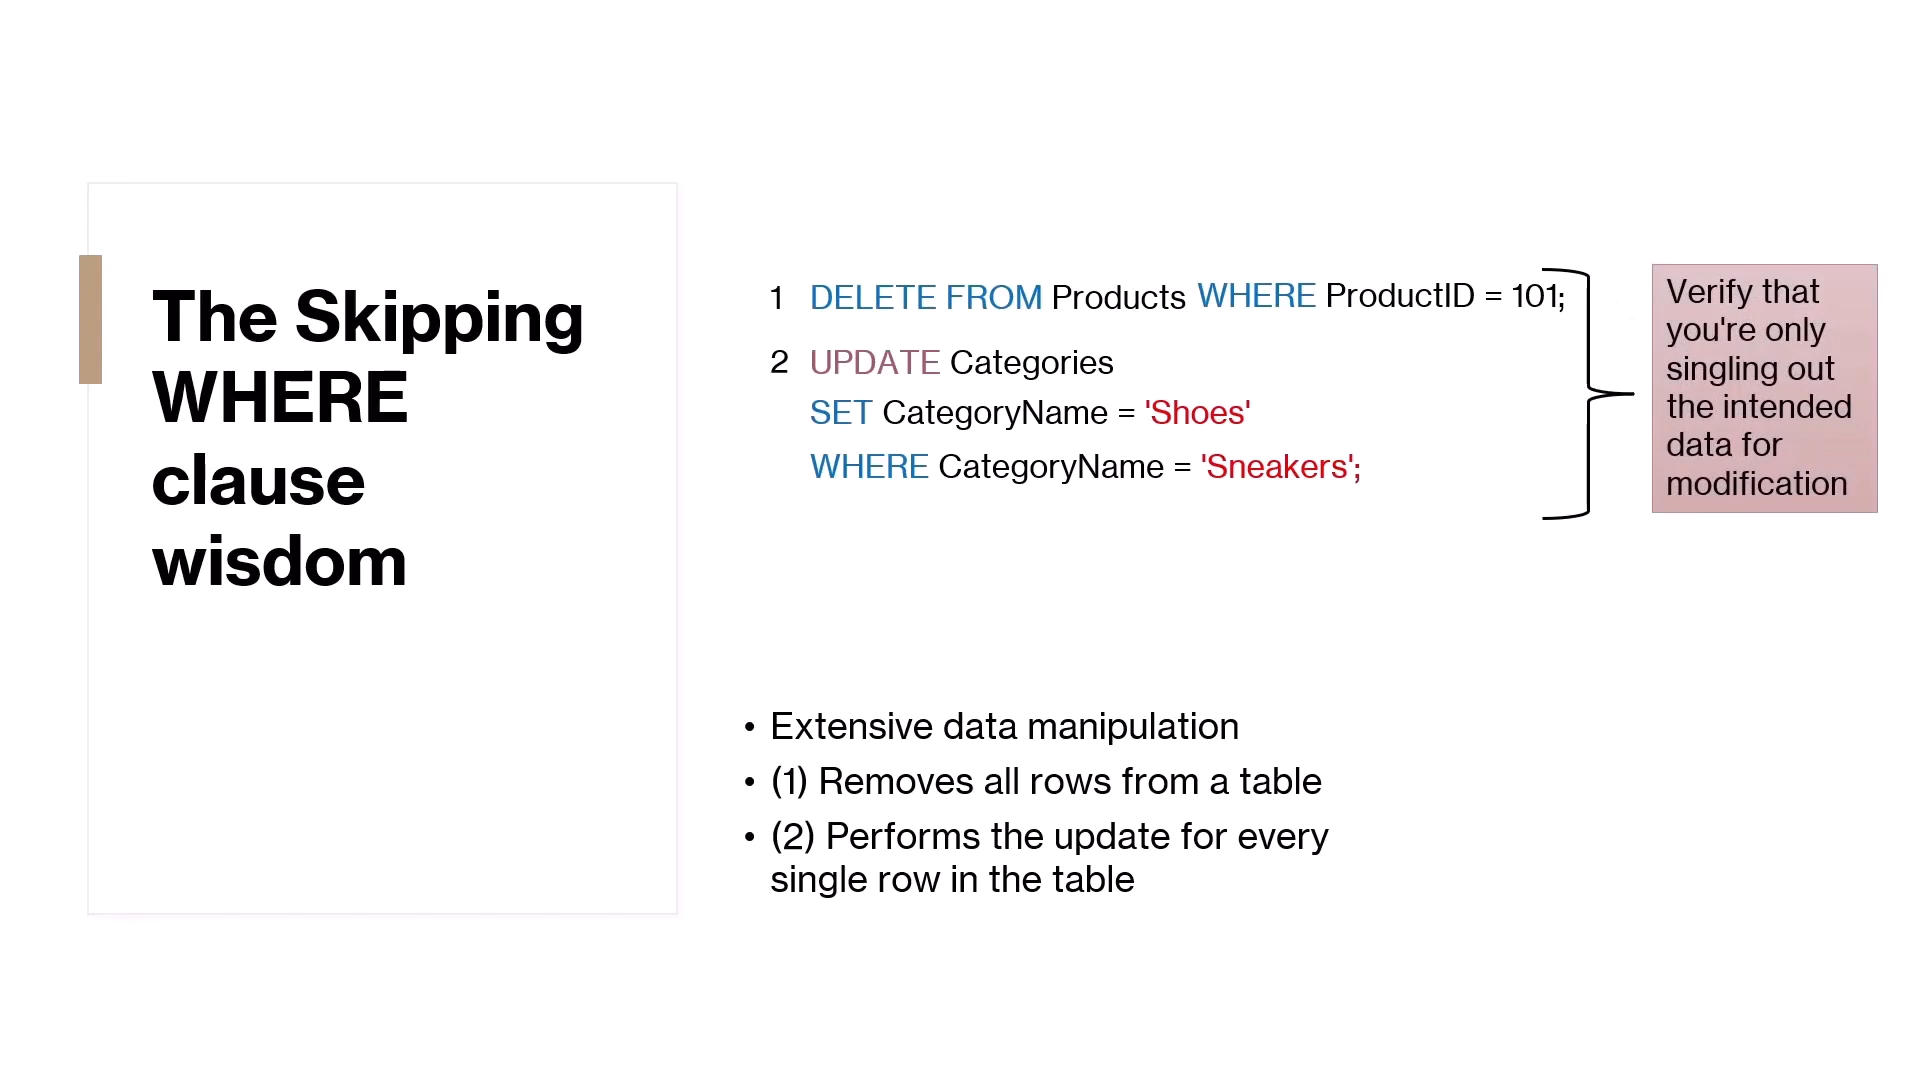 The Skipping
WHERE
clause
wisdom
1 DELETE FROM Products WHERE ProductID = 101;
2 UPDATE Categories
SET CategoryName = 'Shoes'
WHERE CategoryName = 'Sneakers';
Verify that
you're only
singling out
the intended
data for
modification
• Extensive data manipulation
• (1) Removes all rows from a table
• (2) Performs the update for every
single row in the table